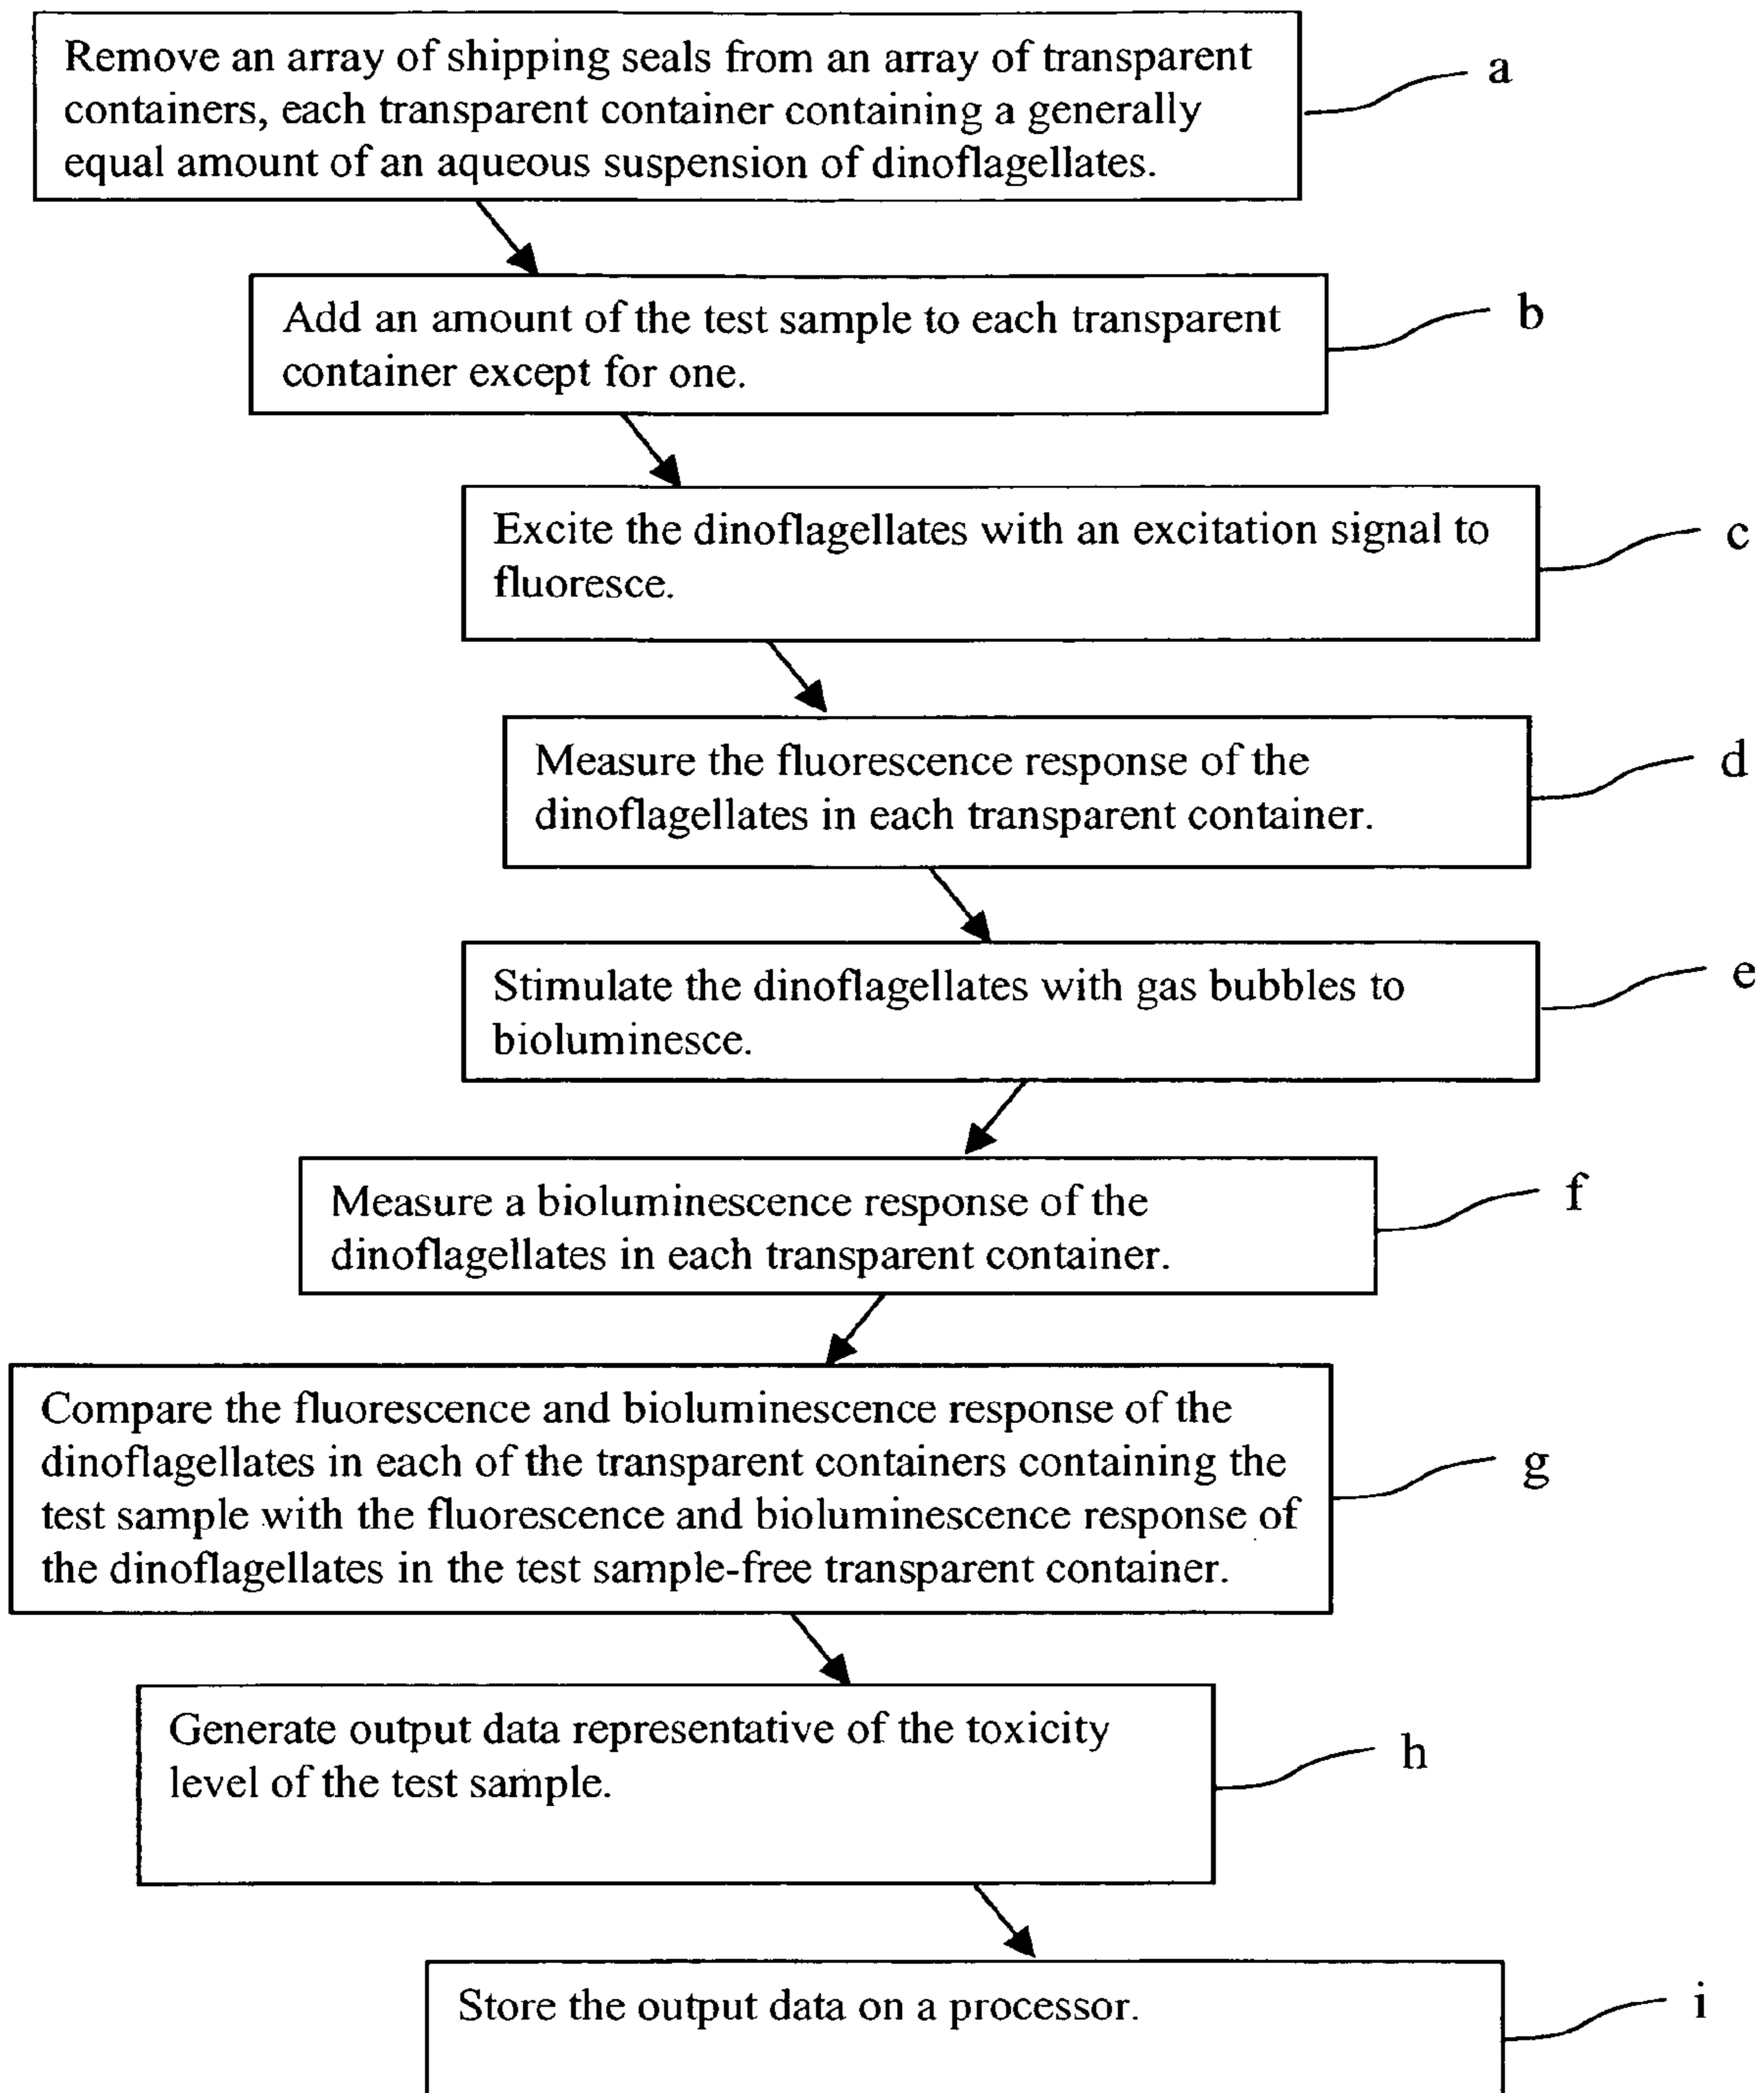 Remove an array of shipping seals from an array of transparent
containers, each transparent container containing a generally
equal amount of an aqueous suspension of dinoflagellates.
a
Add an amount of the test sample to each transparent
container except for one.
b
Excite the dinoflagellates with an excitation signal to
fluoresce.
c
Measure the fluorescence response of the
dinoflagellates in each transparent container.
d
Stimulate the dinoflagellates with gas bubbles to
bioluminesce.
e
Measure a bioluminescence response of the
dinoflagellates in each transparent container.
f
Compare the fluorescence and bioluminescence response of the
dinoflagellates in each of the transparent containers containing the
test sample with the fluorescence and bioluminescence response of
the dinoflagellates in the test sample-free transparent container.
g
Generate output data representative of the toxicity
level of the test sample.
h
Store the output data on a processor.
i